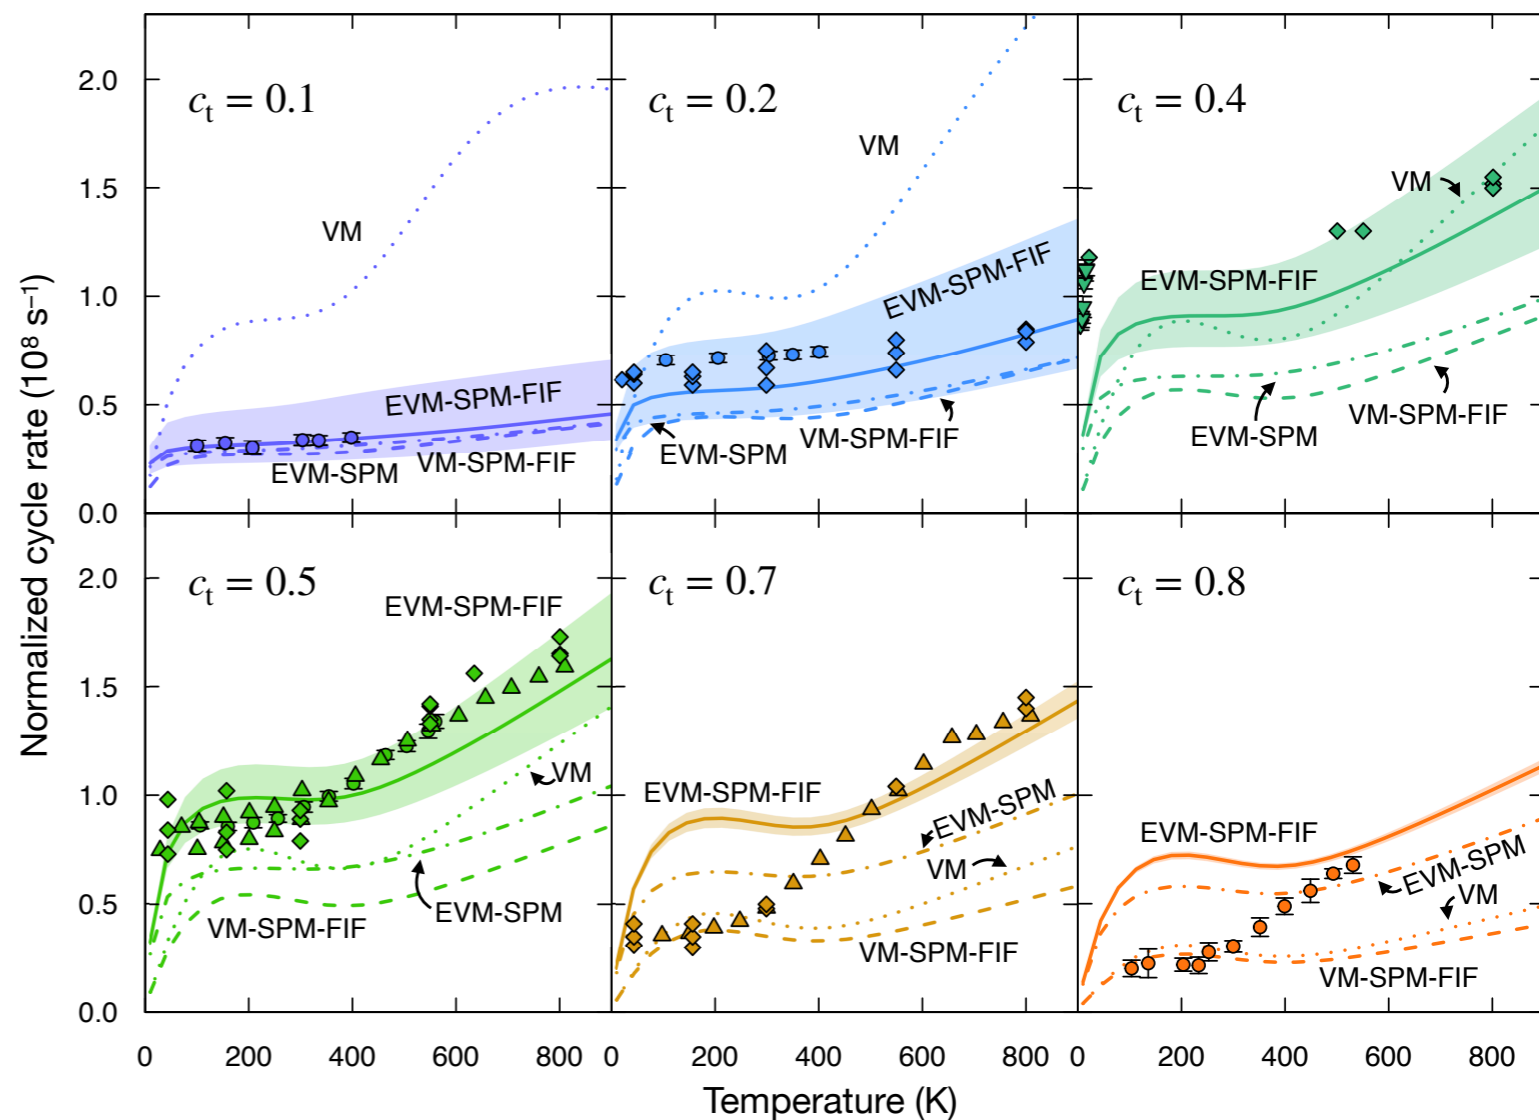 Normalized cycle rate (10⁸ s⁻¹)
2.0
1.5
1.0
0.5
0.0
c_t = 0.1
VM
EVM-SPM-FIF
EVM-SPM
VM-SPM-FIF
c_t = 0.2
VM
EVM-SPM-FIF
EVM-SPM
VM-SPM-FIF
c_t = 0.4
VM
EVM-SPM-FIF
EVM-SPM
VM-SPM-FIF
2.0
1.5
1.0
0.5
0.0
c_t = 0.5
EVM-SPM-FIF
VM
EVM-SPM
VM-SPM-FIF
c_t = 0.7
EVM-SPM-FIF
EVM-SPM
VM
VM-SPM-FIF
c_t = 0.8
EVM-SPM-FIF
EVM-SPM
VM
VM-SPM-FIF
0 200 400 600 800 0 200 400 600 800 0 200 400 600 800
Temperature (K)